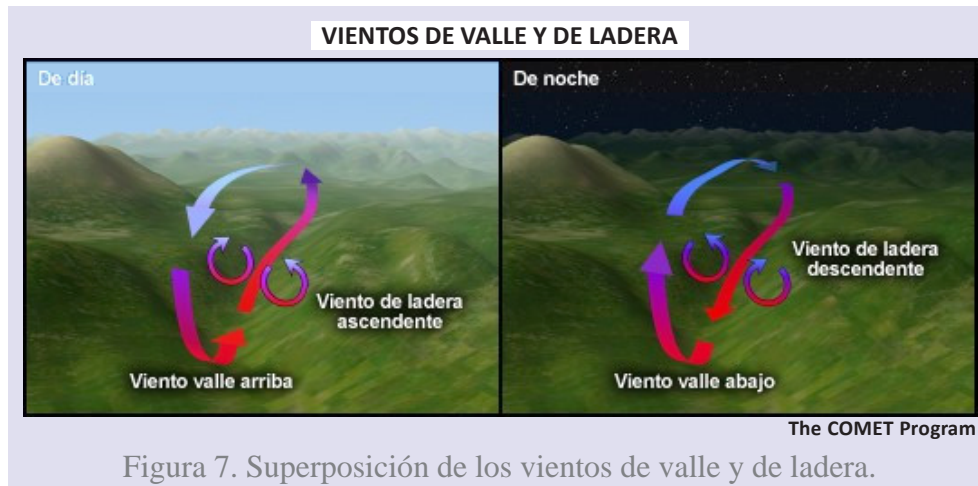 VIENTOS DE VALLE Y DE LADERA
De día
Viento de ladera
ascendente
Viento valle arriba
De noche
Viento de ladera
descendente
Viento valle abajo
The COMET Program
Figura 7. Superposición de los vientos de valle y de ladera.